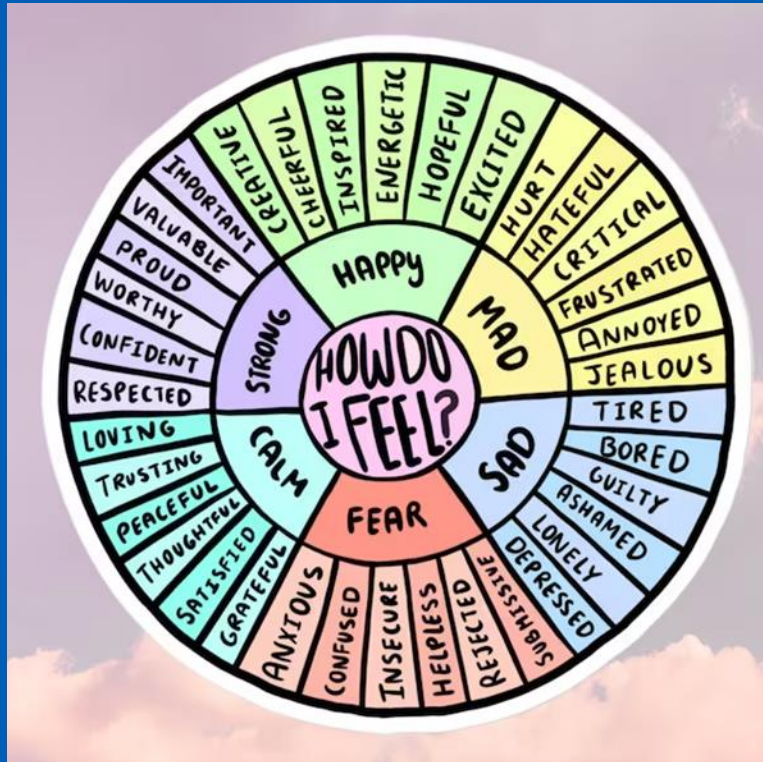 HOW DO
I FEEL?
HAPPY
CREATIVE
CHEERFUL
INSPIRED
ENERGETIC
HOPEFUL
EXCITED
MAD
HURT
HATEFUL
CRITICAL
FRUSTRATED
ANNOYED
JEALOUS
SAD
TIRED
BORED
GUILTY
ASHAMED
LONELY
DEPRESSED
FEAR
SUBMISSIVE
REJECTED
HELPLESS
INSECURE
CONFUSED
ANXIOUS
CALM
GRATEFUL
SATISFIED
THOUGHTFUL
PEACEFUL
TRUSTING
LOVING
STRONG
RESPECTED
CONFIDENT
WORTHY
PROUD
VALUABLE
IMPORTANT